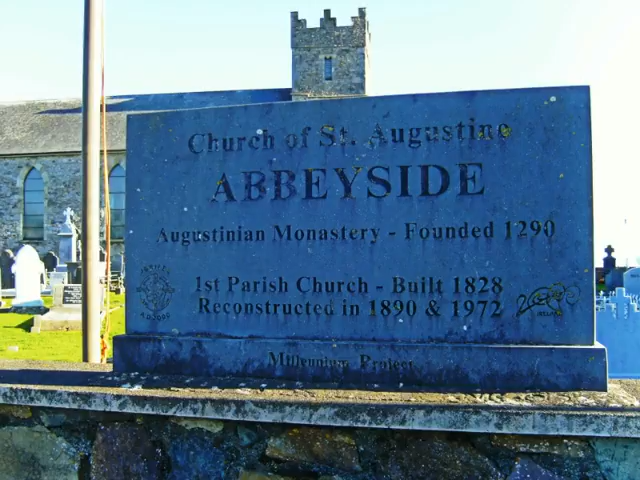 Church of St. Augustine
ABBEYSIDE
Augustinian Monastery - Founded 1290
1st Parish Church - Built 1828
Reconstructed in 1890 & 1972
Millennium Project